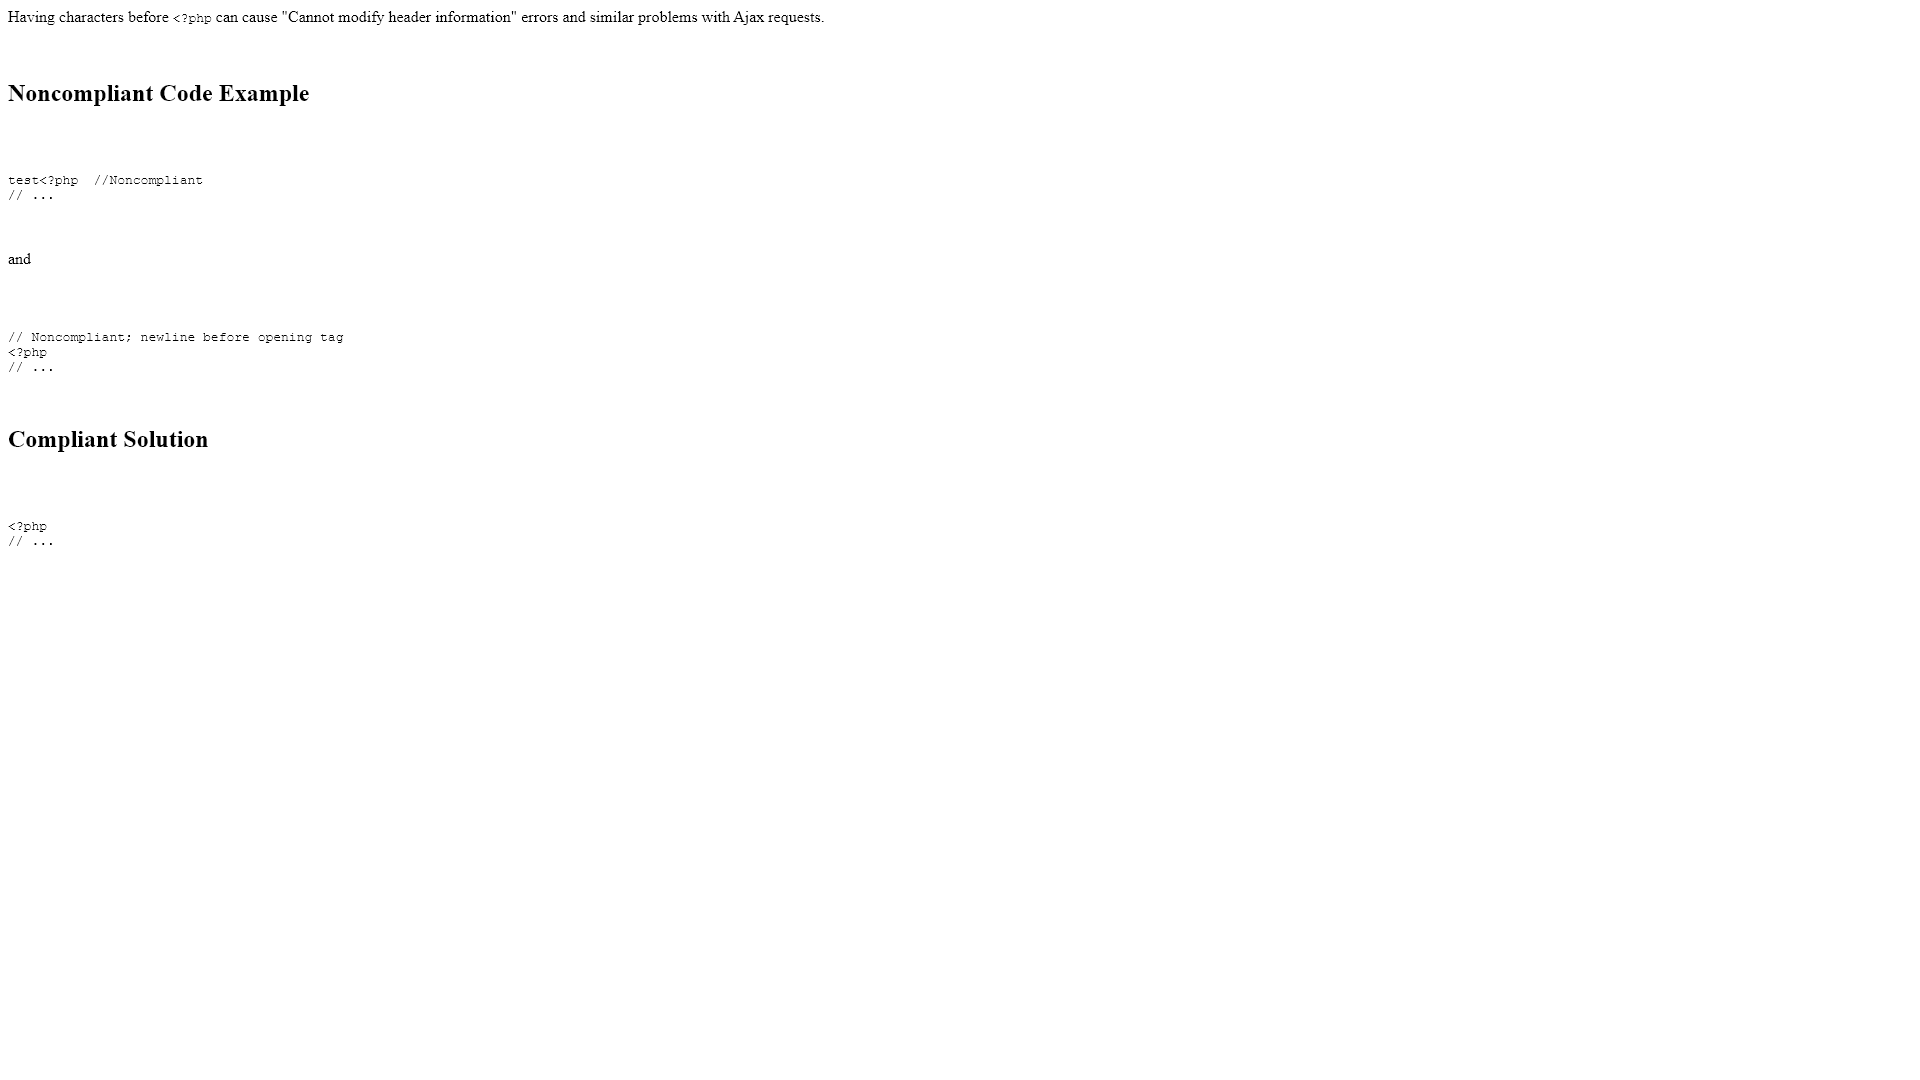 Having characters before <?php can cause "Cannot modify header information" errors and similar problems with Ajax requests.
Noncompliant Code Example
test<?php  //Noncompliant
// ...
and
// Noncompliant; newline before opening tag
<?php
// ...
Compliant Solution
<?php
// ...